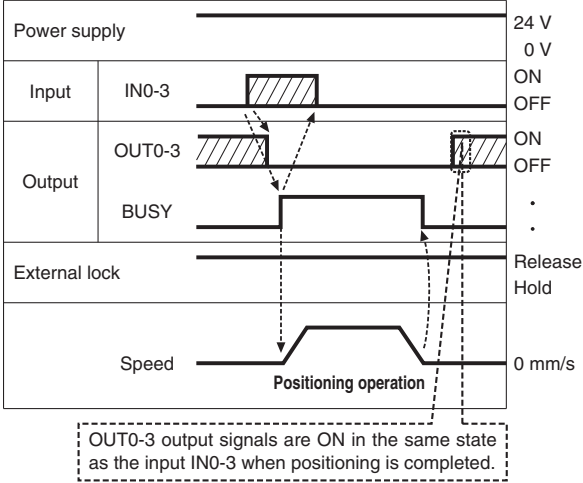 Power supply
24 V
0 V
Input
IN0-3
ON
OFF
Output
OUT0-3
ON
OFF
BUSY
·
·
External lock
Release
Hold
Speed
0 mm/s
Positioning operation
OUT0-3 output signals are ON in the same state
as the input IN0-3 when positioning is completed.